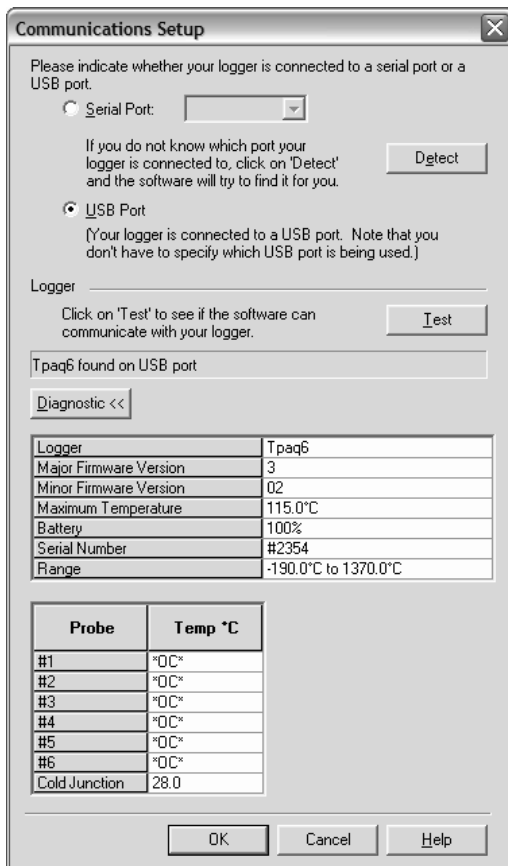 Communications Setup
Please indicate whether your logger is connected to a serial port or a
USB port.
Serial Port:
If you do not know which port your
logger is connected to, click on 'Detect'
and the software will try to find it for you.
Detect
USB Port
(Your logger is connected to a USB port. Note that you
don't have to specify which USB port is being used.)
Logger
Click on 'Test' to see if the software can
communicate with your logger.
Test
Tpaq6 found on USB port
Diagnostic <<
Logger Tpaq6
Major Firmware Version 3
Minor Firmware Version 02
Maximum Temperature 115.0°C
Battery 100%
Serial Number #2354
Range -190.0°C to 1370.0°C
Probe Temp °C
#1 *OC*
#2 *OC*
#3 *OC*
#4 *OC*
#5 *OC*
#6 *OC*
Cold Junction 28.0
OK Cancel Help